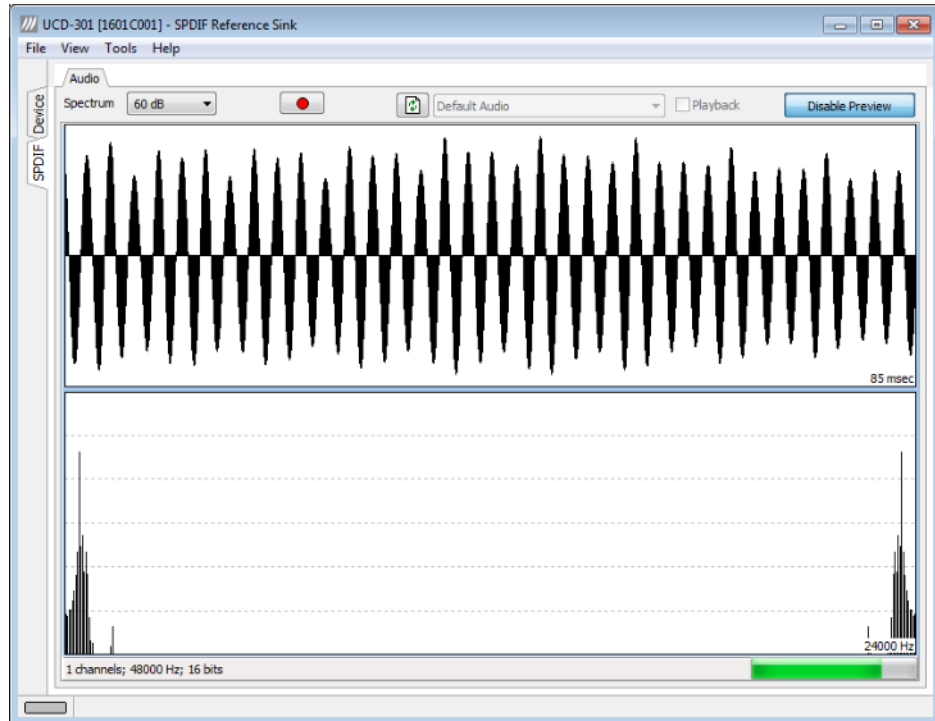 UCD-301 [1601C001] - SPDIF Reference Sink
File View Tools Help
Audio
Device
SPDIF
Spectrum 60 dB Default Audio Playback Disable Preview
85 msec
24000 Hz
1 channels; 48000 Hz; 16 bits